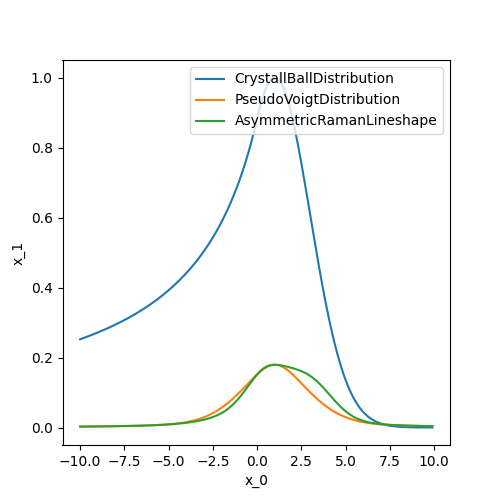 CrystallBallDistribution
PseudoVoigtDistribution
AsymmetricRamanLineshape
1.0
0.8
0.6
0.4
0.2
0.0
x_1
−10.0 −7.5 −5.0 −2.5 0.0 2.5 5.0 7.5 10.0
x_0